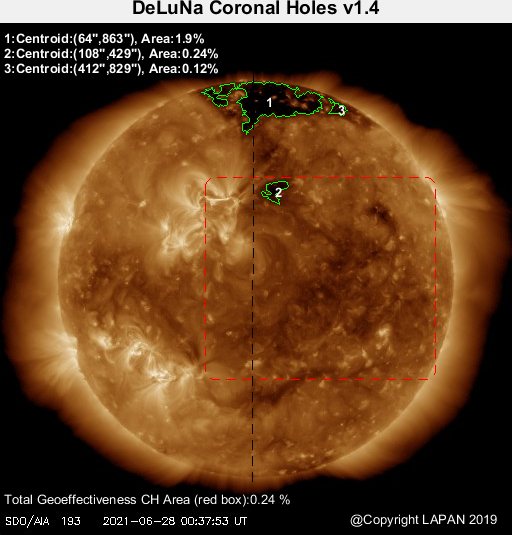 DeLuNa Coronal Holes v1.4
1:Centroid:(64",863"), Area:1.9%
2:Centroid:(108",429"), Area:0.24%
3:Centroid:(412",829"), Area:0.12%
1
3
2
Total Geoeffectiveness CH Area (red box):0.24 %
SDO/AIA 193 2021-06-28 00:37:53 UT
@Copyright LAPAN 2019